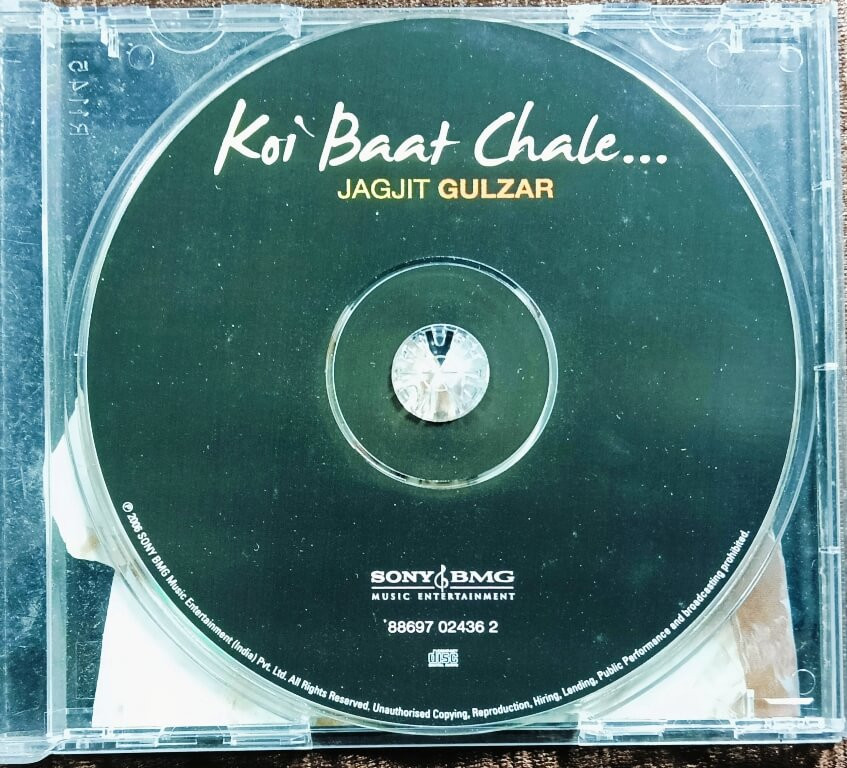 Koi Baat Chale...
JAGJIT GULZAR
SONY BMG
MUSIC ENTERTAINMENT
88697 02436 2
disc
℗ 2006 SONY BMG Music Entertainment (India) Pvt. Ltd. All Rights Reserved. Unauthorised Copying, Reproduction, Hiring, Lending, Public Performance and broadcasting prohibited.